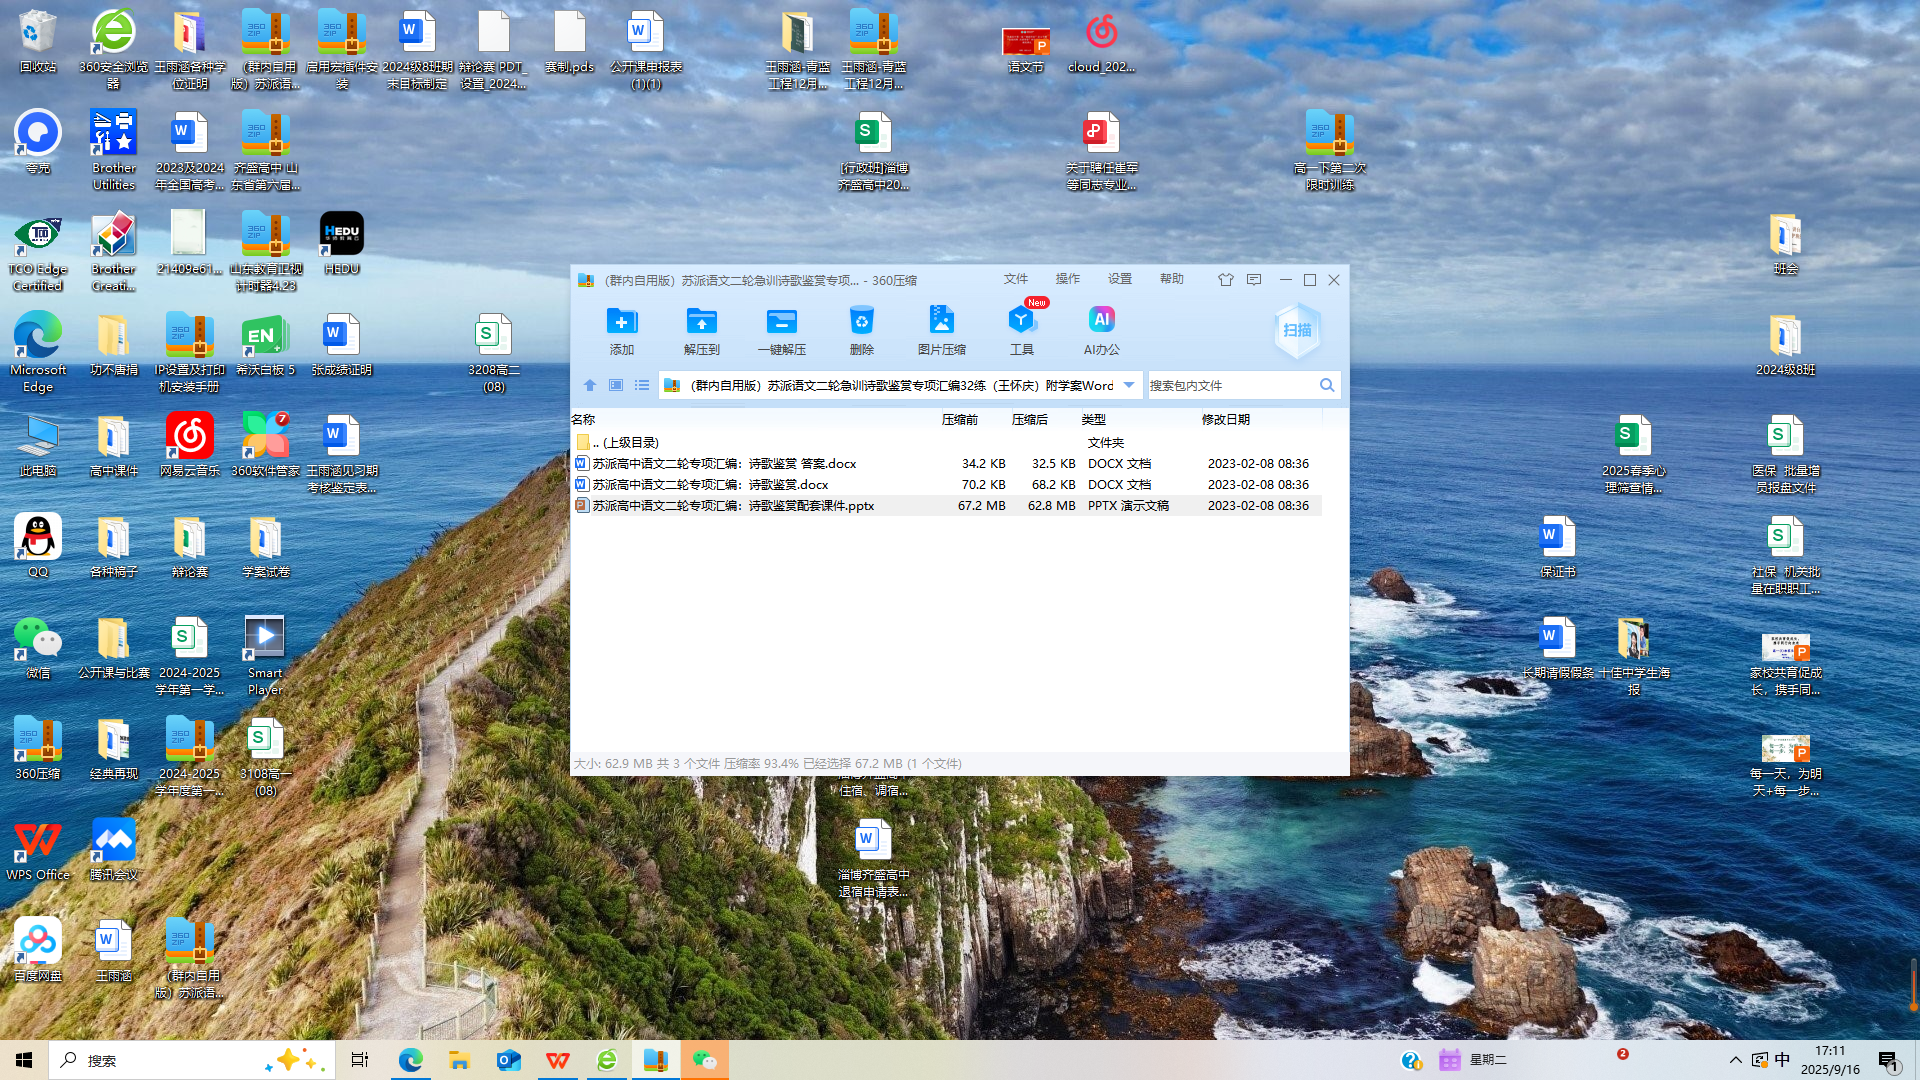 回收站
360安全浏览
器
王雨涵各种学
位证明
(群内自用
版）苏派语...
启用宏插件安
装
2024级8班期
末目标制定
辩论赛 PDT_
设置_2024...
赛制.pds
公开课申报表
(1)(1)
王雨涵-青蓝
工程12月...
王雨涵-青蓝
工程12月...
语文节
cloud_202...
夸克
Brother
Utilities
2023及2024
年全国高考...
齐盛高中 山
东省第六届...
[行政班]淄博
齐盛高中20...
关于聘任崔军
等同志专业...
高一下第二次
限时训练
TCO Edge
Certified
Brother
Creati...
21409e61...
山东教育卫视
计时器4.23
HEDU
班会
Microsoft
Edge
功不唐捐
IP设置及打印
机安装手册
希沃白板 5
张成绩证明
3208高二
(08)
2024级8班
此电脑
高中课件
网易云音乐
360软件管家
王雨涵见习期
考核鉴定表...
2025春季心
理筛查情...
医保_批量增
员报盘文件
QQ
各种稿子
辩论赛
学案试卷
保证书
社保_机关批
量在职职工...
微信
公开课与比赛
2024-2025
学年第一学...
Smart
Player
长期请假假条
十佳中学生海
报
家校共育促成
长，携手同...
360压缩
经典再现
2024-2025
学年度第一...
3108高一
(08)
住宿、调宿...
每一天，为明
天+每一步...
WPS Office
腾讯会议
淄博齐盛高中
退宿申请表...
百度网盘
王雨涵
(群内自用
版）苏派语...
（群内自用版）苏派语文二轮急训诗歌鉴赏专项... - 360压缩
文件 操作 设置 帮助
添加 解压到 一键解压 删除 图片压缩 工具 New AI办公 扫描
（群内自用版）苏派语文二轮急训诗歌鉴赏专项汇编32练（王怀庆）附学案Word
搜索包内文件
名称 压缩前 压缩后 类型 修改日期
.. (上级目录) 文件夹
苏派高中语文二轮专项汇编：诗歌鉴赏 答案.docx 34.2 KB 32.5 KB DOCX 文档 2023-02-08 08:36
苏派高中语文二轮专项汇编：诗歌鉴赏.docx 70.2 KB 68.2 KB DOCX 文档 2023-02-08 08:36
苏派高中语文二轮专项汇编：诗歌鉴赏配套课件.pptx 67.2 MB 62.8 MB PPTX 演示文稿 2023-02-08 08:36
大小: 62.9 MB 共 3 个文件 压缩率 93.4% 已经选择 67.2 MB (1 个文件)
搜索
星期二
2
中
17:11
2025/9/16
1